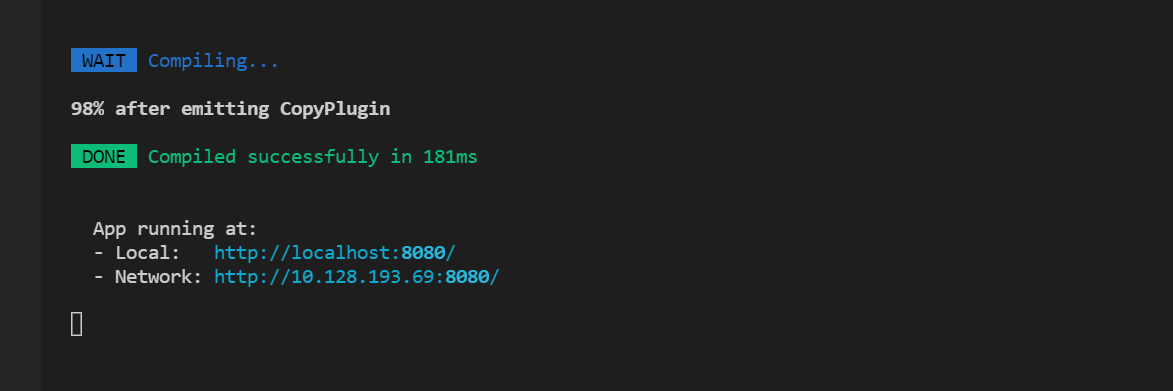 WAIT Compiling...
98% after emitting CopyPlugin
DONE Compiled successfully in 181ms
App running at:
- Local: http://localhost:8080/
- Network: http://10.128.193.69:8080/